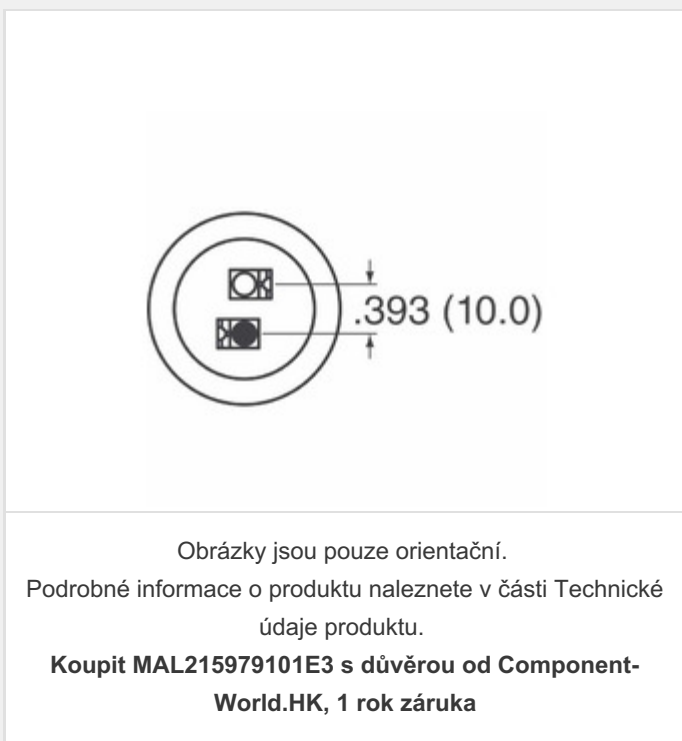 .393 (10.0)
Obrázky jsou pouze orientační.
Podrobné informace o produktu naleznete v části Technické
údaje produktu.
Koupit MAL215979101E3 s důvěrou od Component-
World.HK, 1 rok záruka